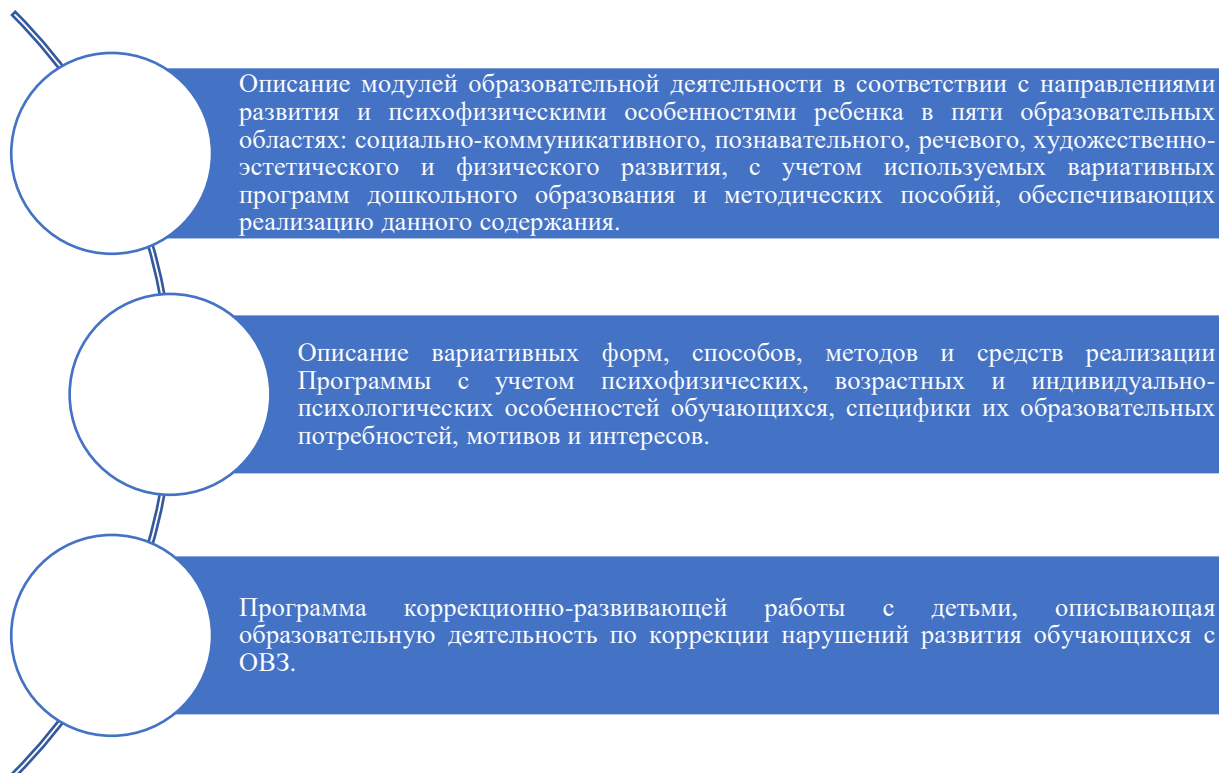 Описание модулей образовательной деятельности в соответствии с направлениями
развития и психофизическими особенностями ребенка в пяти образовательных
областях: социально-коммуникативного, познавательного, речевого, художественно-
эстетического и физического развития, с учетом используемых вариативных
программ дошкольного образования и методических пособий, обеспечивающих
реализацию данного содержания.
Описание вариативных форм, способов, методов и средств реализации
Программы с учетом психофизических, возрастных и индивидуально-
психологических особенностей обучающихся, специфики их образовательных
потребностей, мотивов и интересов.
Программа коррекционно-развивающей работы с детьми, описывающая
образовательную деятельность по коррекции нарушений развития обучающихся с
ОВЗ.